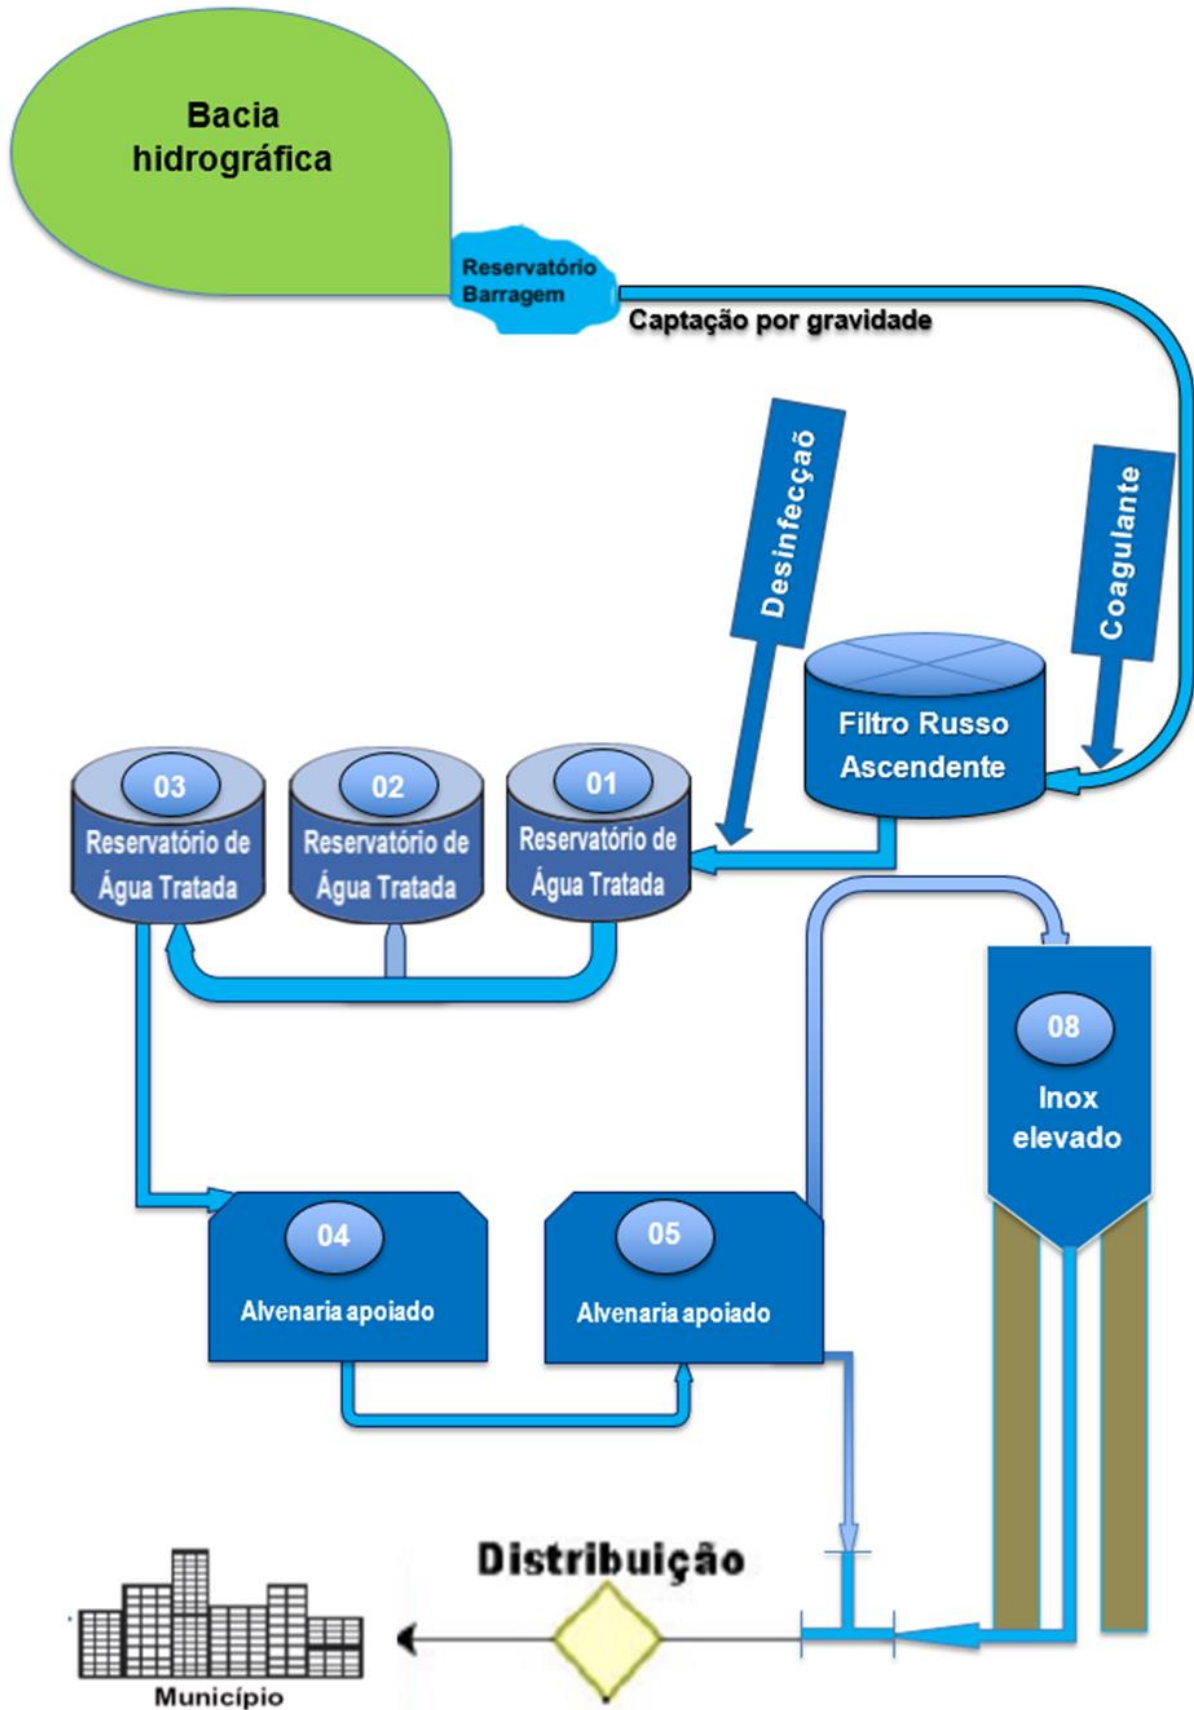 Bacia
hidrográfica
Reservatório
Barragem
Captação por gravidade
Desinfecçaõ
Coagulante
Filtro Russo
Ascendente
03
Reservatório de
Água Tratada
02
Reservatório de
Água Tratada
01
Reservatório de
Água Tratada
08
Inox
elevado
04
Alvenaria apoiado
05
Alvenaria apoiado
Distribuição
Município